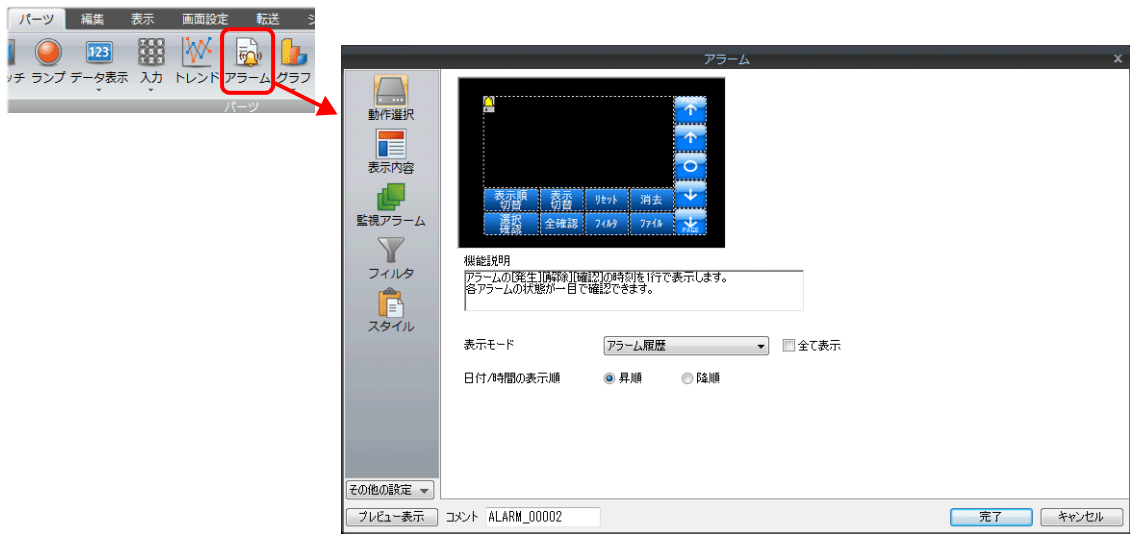 パーツ 編集 表示 画面設定 転送
ッチ ランプ データ表示 入力 トレンド アラーム グラフ
パーツ
アラーム
動作選択
表示内容
監視アラーム
フィルタ
スタイル
表示順切替 表示切替 リセット 消去
選択確認 全確認 フィルタ ファイル PAGE
機能説明
アラームの[発生][解除][確認]の時刻を1行で表示します。
各アラームの状態が一目で確認できます。
表示モード アラーム履歴 全て表示
日付/時間の表示順 昇順 降順
その他の設定
プレビュー表示 コメント ALARM_00002 完了 キャンセル